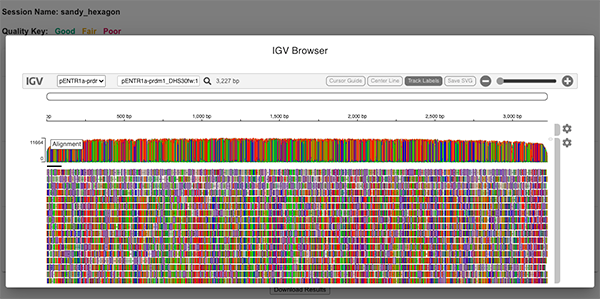 Session Name: sandy_hexagon
Quality Key: Good Fair Poor
IGV Browser
IGV pENTR1a-prdr pENTR1a-prdm1_DHS30fw:1 3,227 bp Cursor Guide Center Line Track Labels Save SVG
500 bp 1,000 bp 1,500 bp 2,000 bp 2,500 bp 3,000 bp
11664
Alignment
0
Download Results